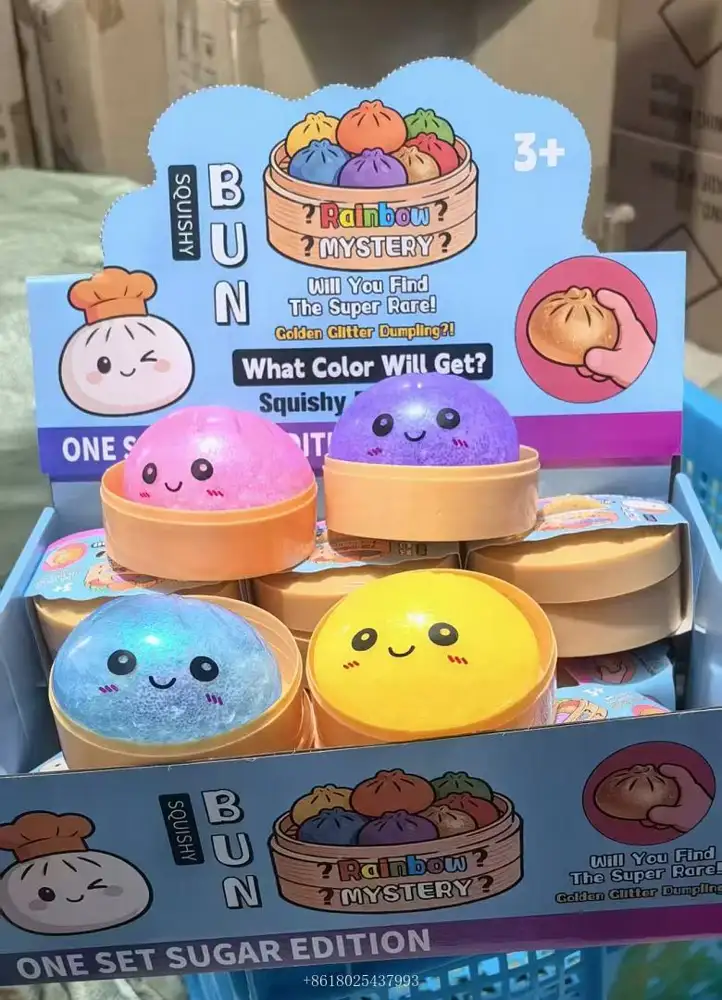 3+
SQUISHY
BUN
?Rainbow?
?MYSTERY?
Will You Find
The Super Rare!
Golden Glitter Dumpling?!
What Color Will Get?
Squishy
ONE S
3+
SQUISHY
BUN
?Rainbow?
?MYSTERY?
Will You Find
The Super Rare!
Golden Glitter Dumpling
ONE SET SUGAR EDITION
+8618025437993